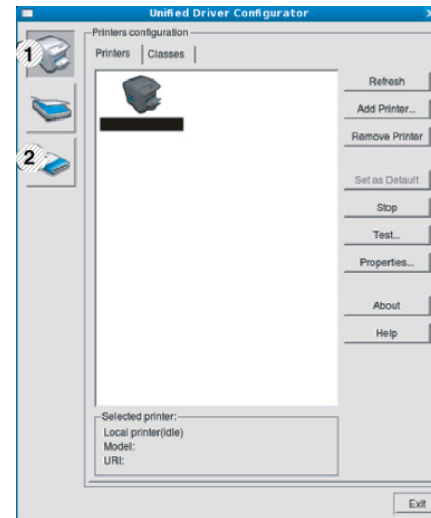 Unified Driver Configurator
Printers configuration
1
Printers
Classes
Refresh
Add Printer...
Remove Printer
2
Set as Default
Stop
Test...
Properties...
About
Help
Selected printer:
Local printer(idle)
Model:
URI:
Exit